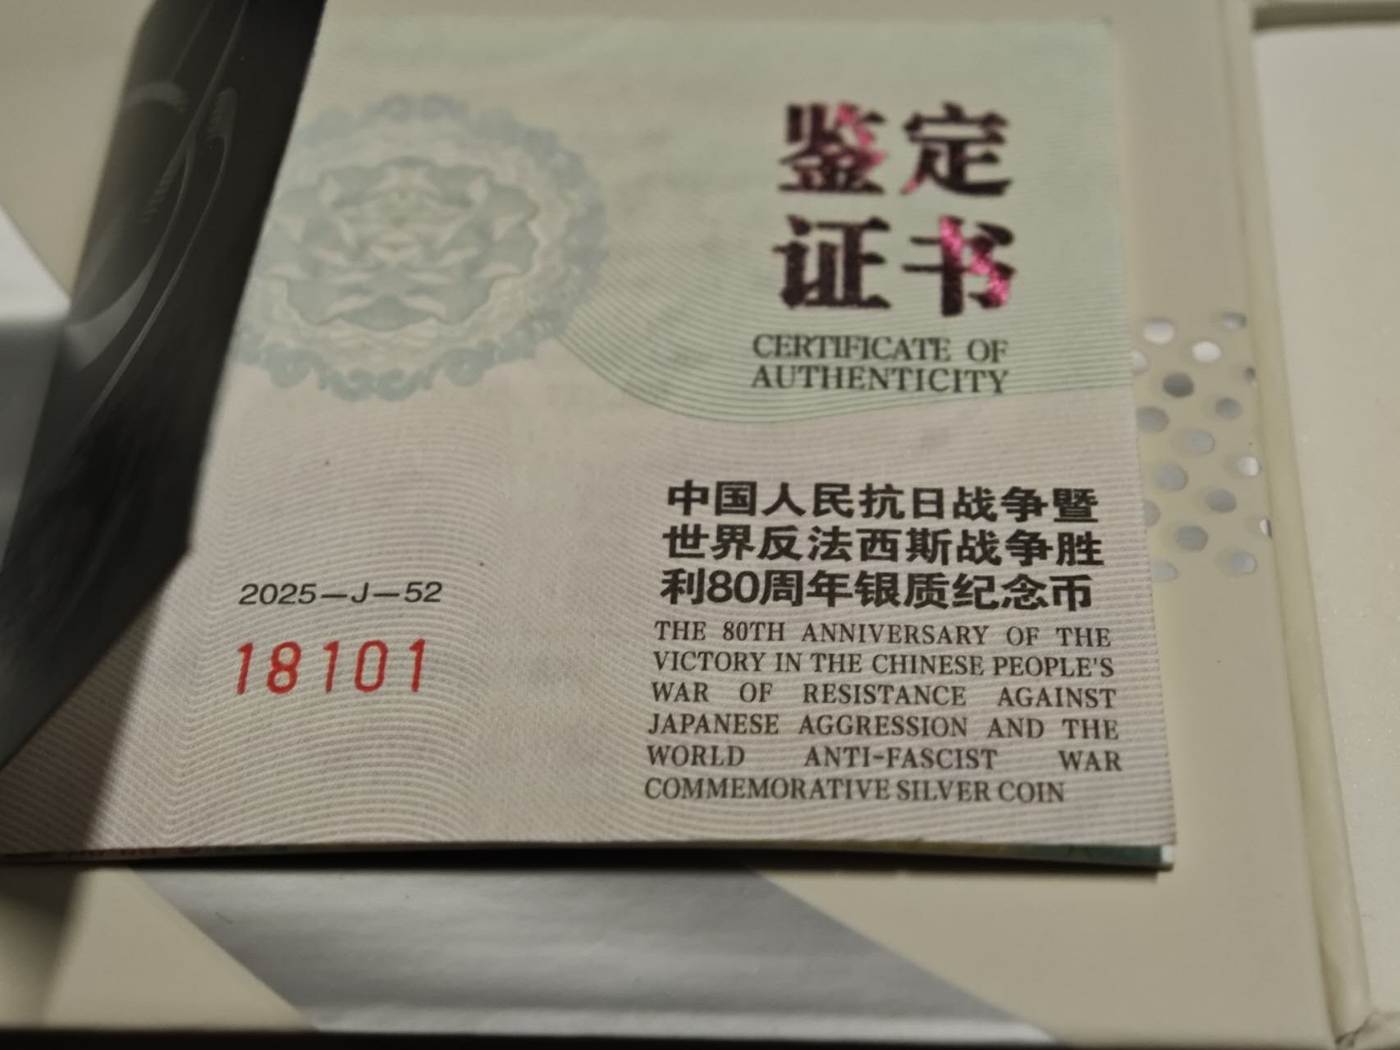 鉴定
证书
CERTIFICATE OF
AUTHENTICITY
中国人民抗日战争暨
世界反法西斯战争胜
利80周年银质纪念币
THE 80TH ANNIVERSARY OF THE
VICTORY IN THE CHINESE PEOPLE'S
WAR OF RESISTANCE AGAINST
JAPANESE AGGRESSION AND THE
WORLD ANTI-FASCIST WAR
COMMEMORATIVE SILVER COIN
2025—J—52
18101